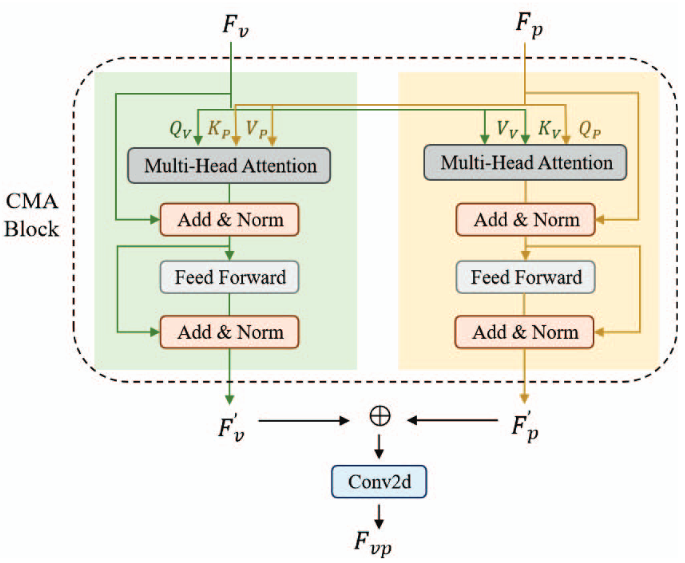 F_v F_p
Q_V K_P V_P V_V K_V Q_P
Multi-Head Attention Multi-Head Attention
CMA
Block
Add & Norm Add & Norm
Feed Forward Feed Forward
Add & Norm Add & Norm
F'_v ⊕ F'_p
Conv2d
F_vp